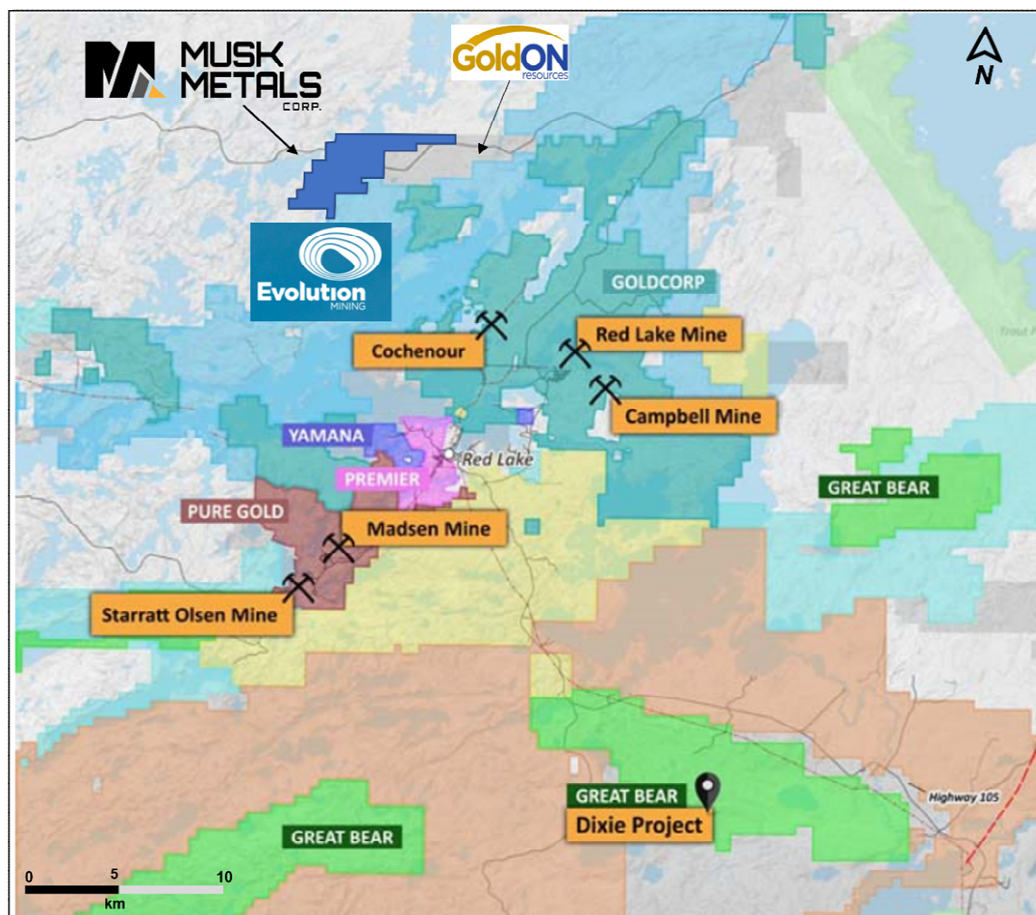 MUSK
METALS
CORP.
GoldON
resources
N
Evolution
MINING
GOLDCORP
Cochenour
Red Lake Mine
Campbell Mine
YAMANA
Red Lake
PREMIER
GREAT BEAR
PURE GOLD
Madsen Mine
Starratt Olsen Mine
GREAT BEAR
Dixie Project
Highway 105
GREAT BEAR
0 5 10
km